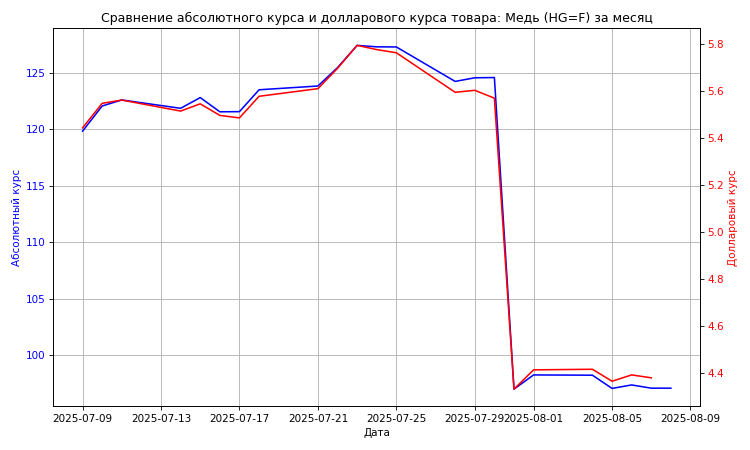 Сравнение абсолютного курса и долларового курса товара: Медь (HG=F) за месяц
Абсолютный курс
125
120
115
110
105
100
5.8
5.6
5.4
5.2
5.0
4.8
4.6
4.4
Долларовый курс
2025-07-09 2025-07-13 2025-07-17 2025-07-21 2025-07-25 2025-07-29 2025-08-01 2025-08-05 2025-08-09
Дата